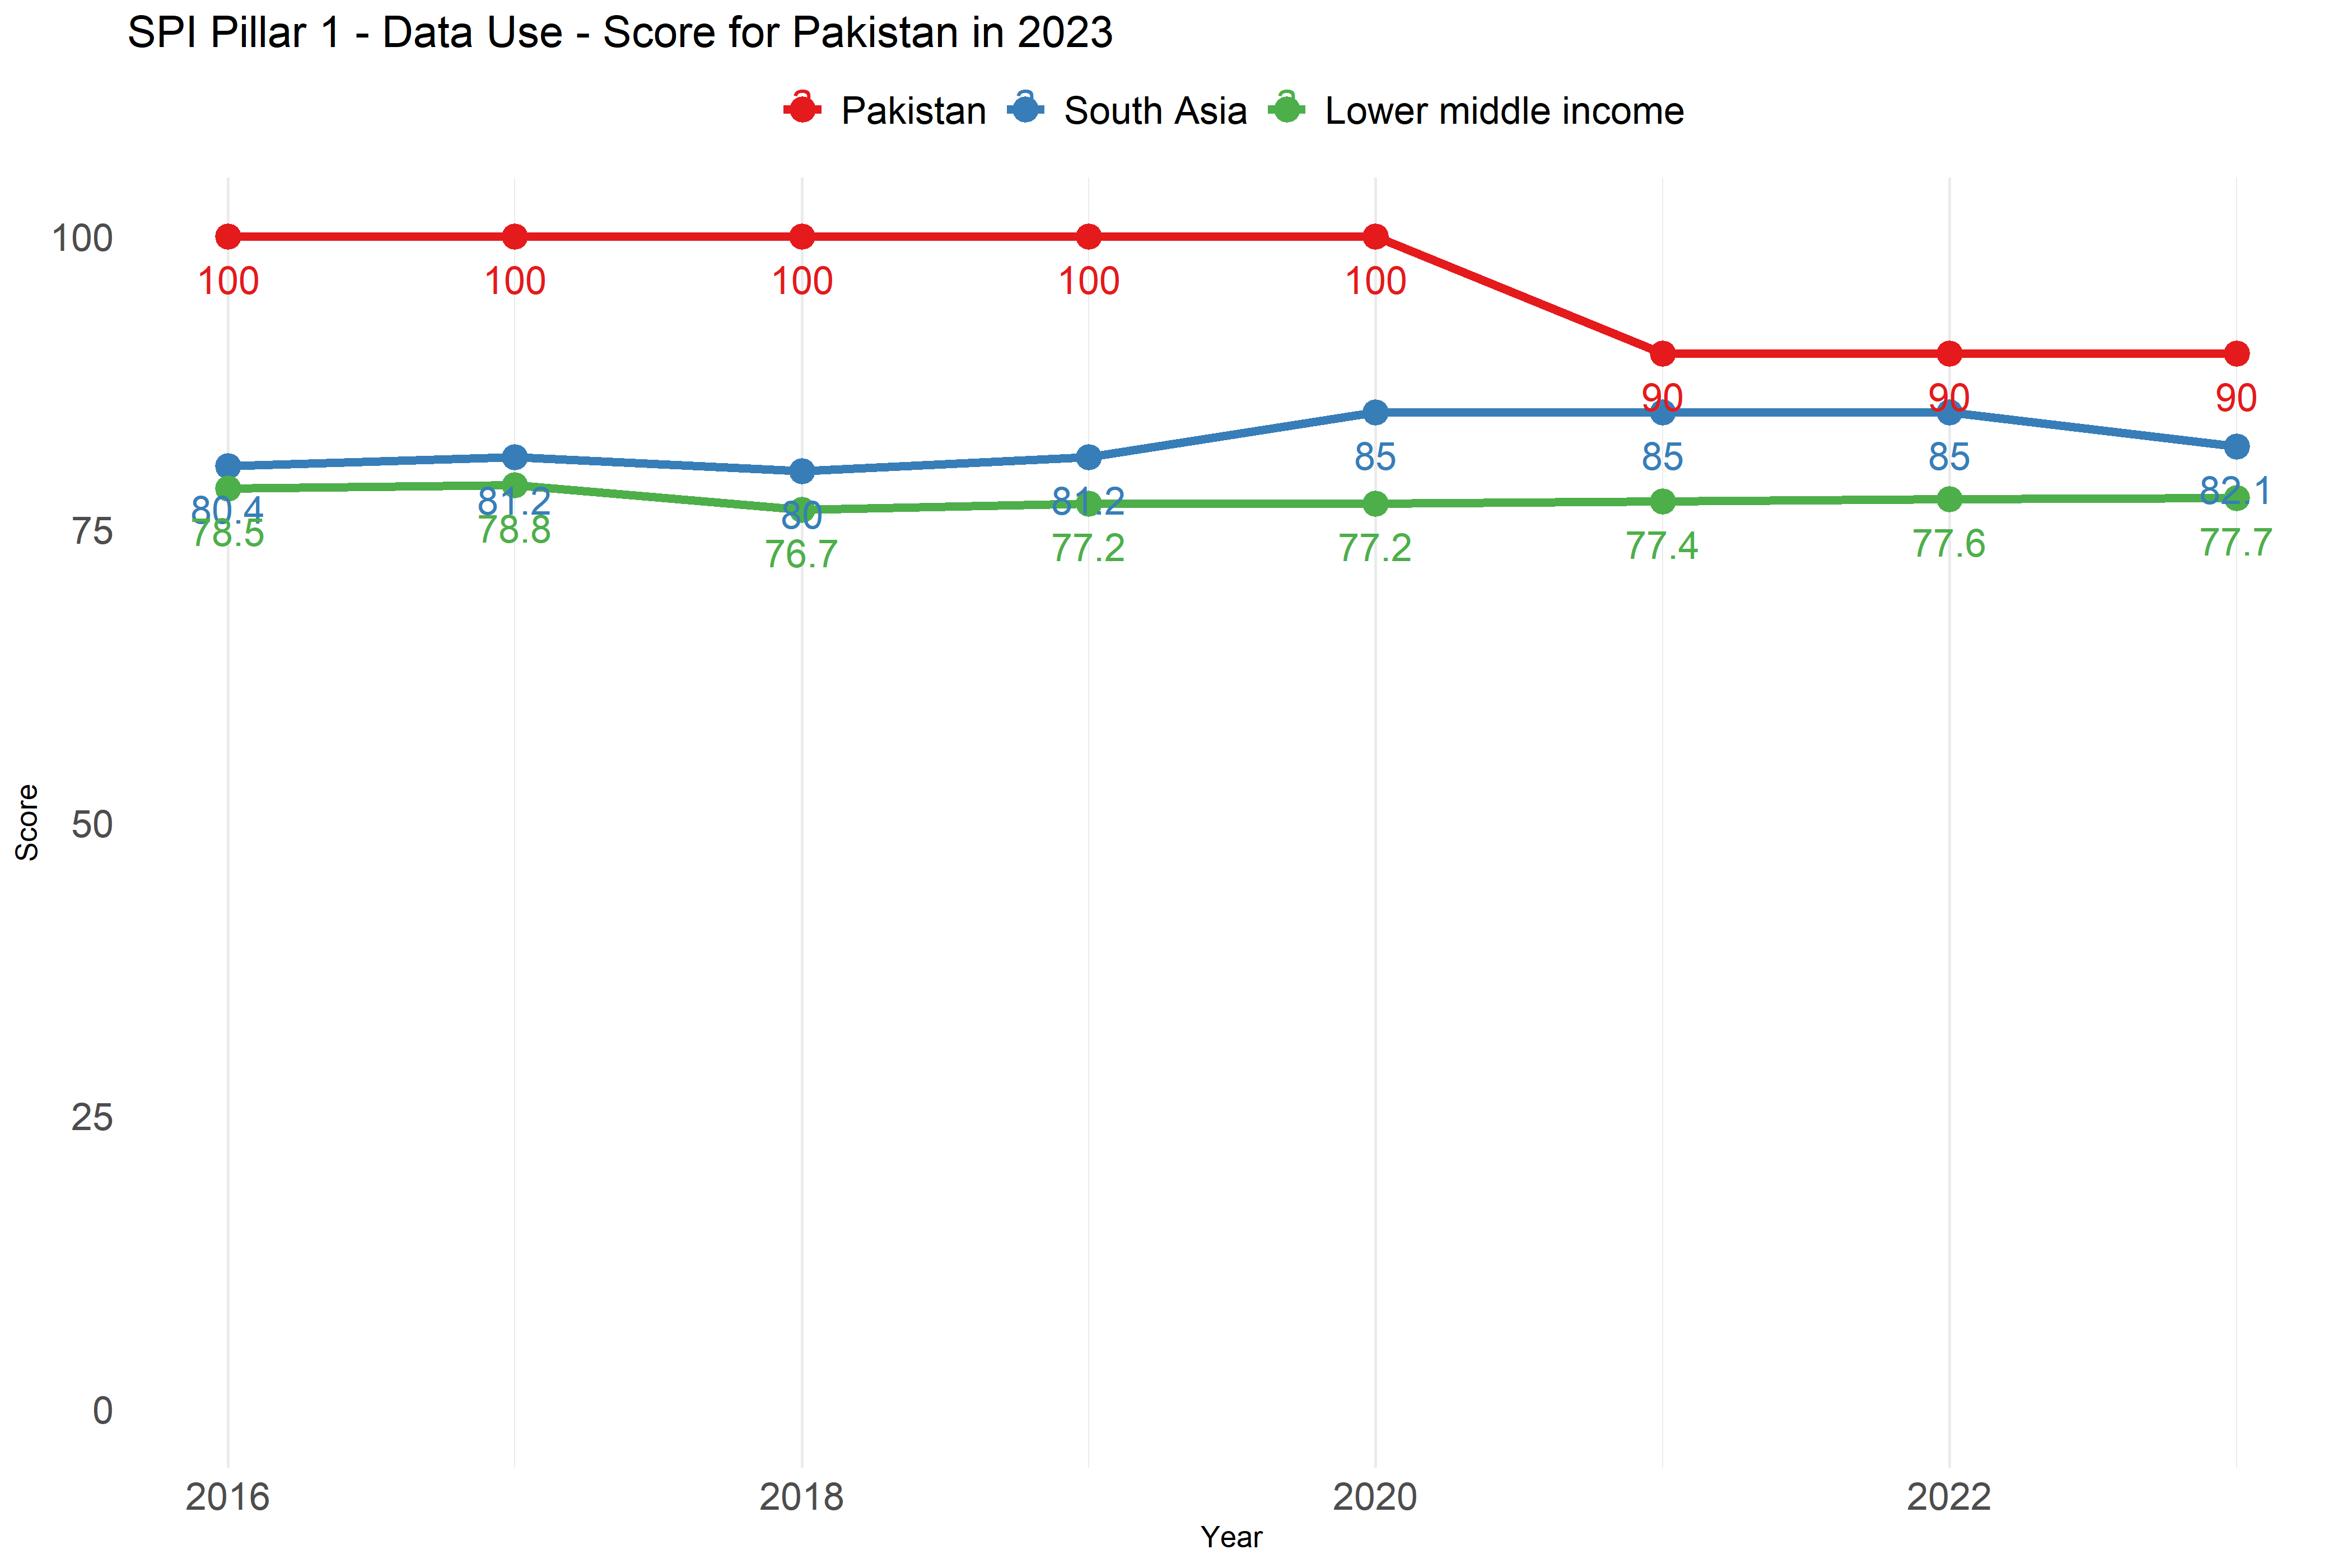 SPI Pillar 1 - Data Use - Score for Pakistan in 2023
a Pakistan a South Asia a Lower middle income
100
100 100 100 100 100
90 90 90
85 85 85
80.4 81.2 80 81.2 82.1
75
78.5 78.8 76.7 77.2 77.2 77.4 77.6 77.7
Score
50
25
0
2016 2018 2020 2022
Year